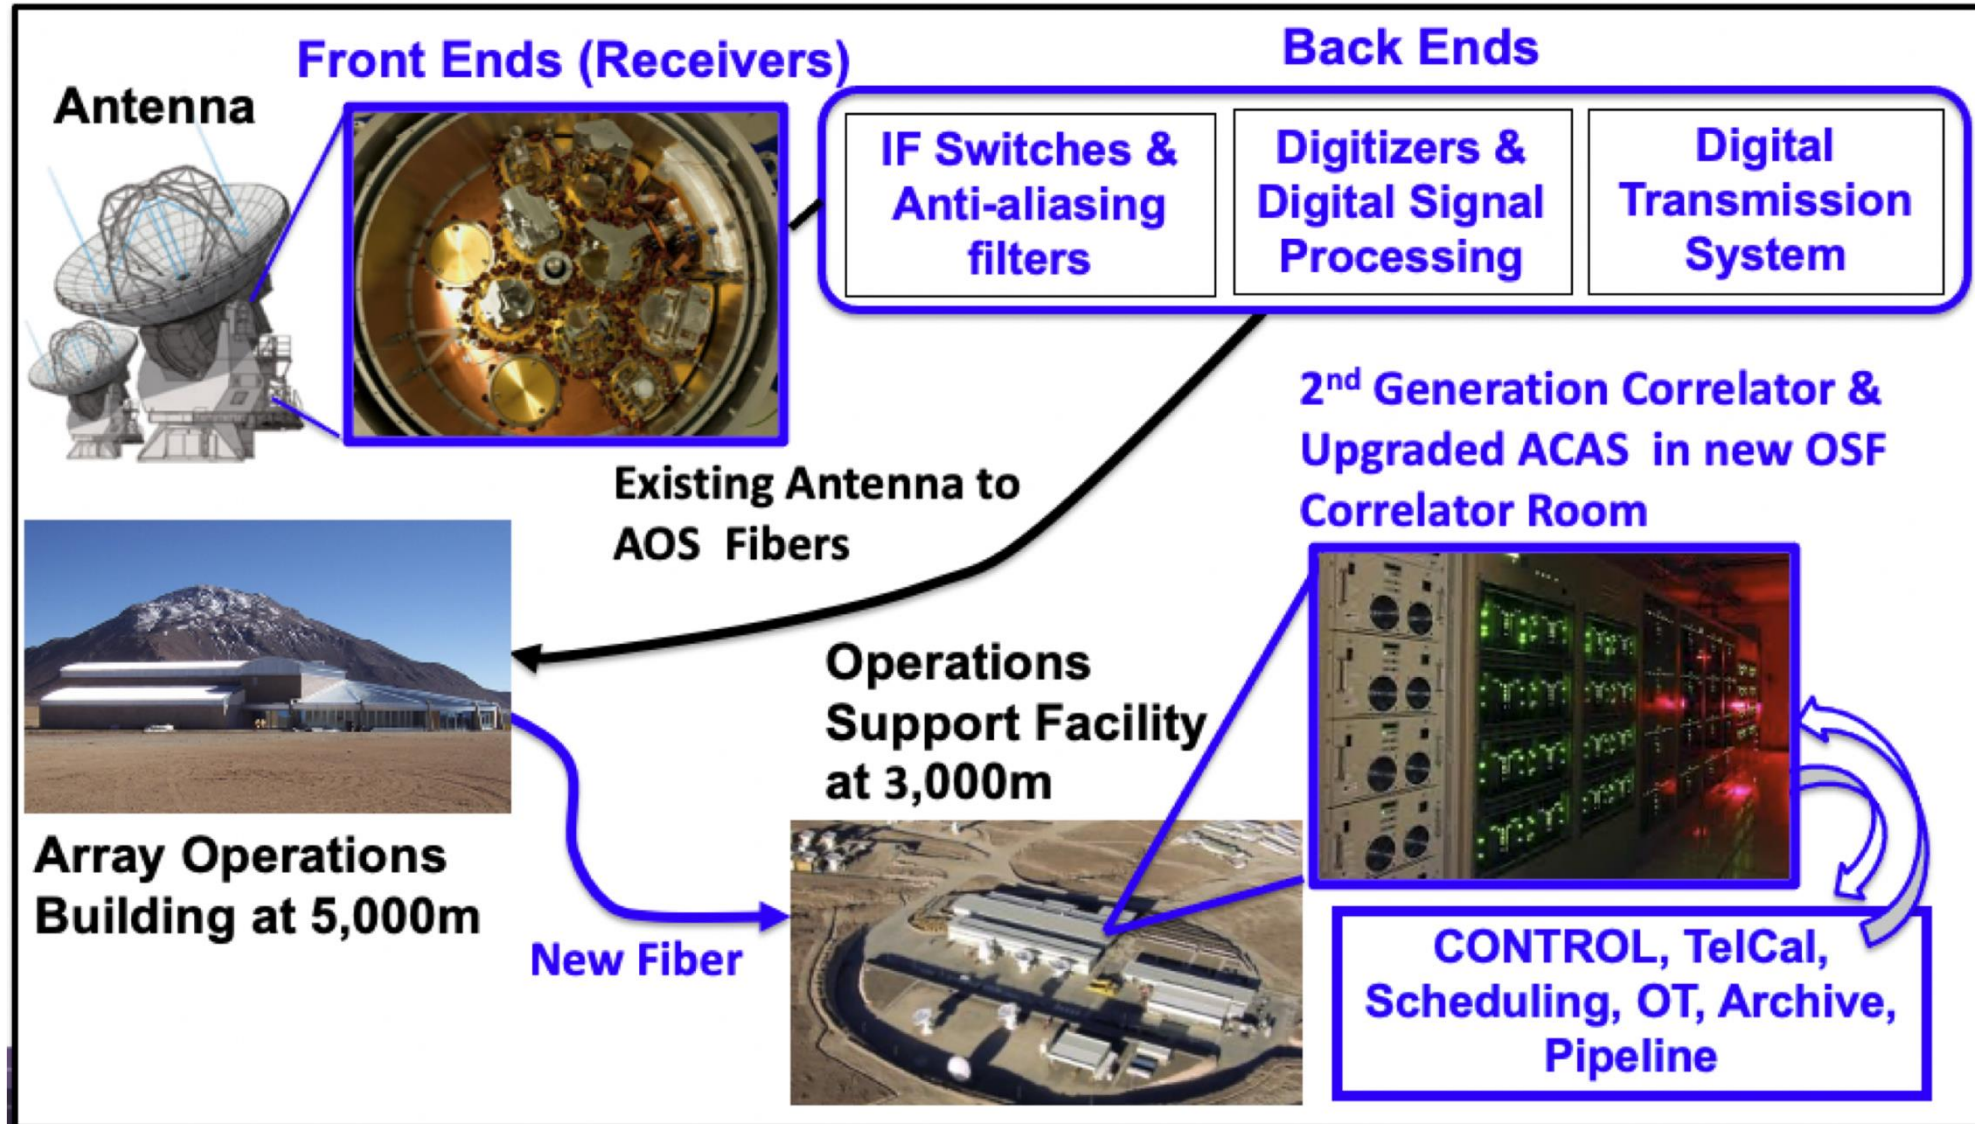 Front Ends (Receivers)
Back Ends
Antenna
IF Switches &
Anti-aliasing
filters
Digitizers &
Digital Signal
Processing
Digital
Transmission
System
2nd Generation Correlator &
Upgraded ACAS in new OSF
Correlator Room
Existing Antenna to
AOS Fibers
Operations
Support Facility
at 3,000m
Array Operations
Building at 5,000m
New Fiber
CONTROL, TelCal,
Scheduling, OT, Archive,
Pipeline